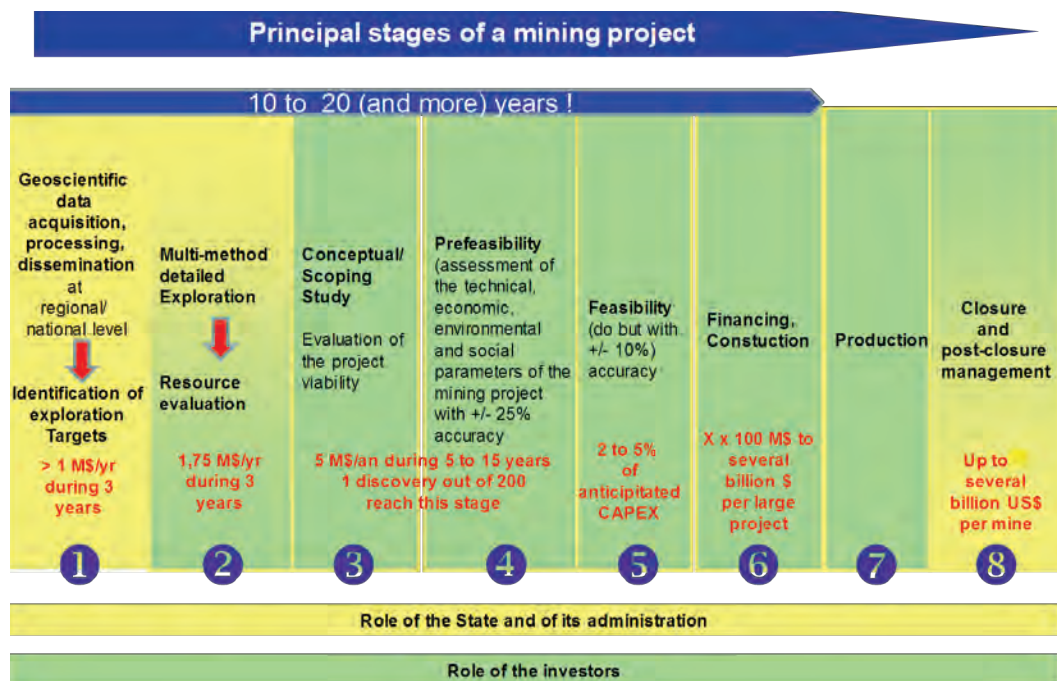 Principal stages of a mining project
10 to 20 (and more) years !
Geoscientific
data
acquisition,
processing,
dissemination
at
regional/
national level
Identification of
exploration
Targets
> 1 M$/yr
during 3
years
1
Multi-method
detailed
Exploration
Resource
evaluation
1,75 M$/yr
during 3
years
2
Conceptual/
Scoping
Study
Evaluation of
the project
viability
Prefeasibility
(assessment of
the technical,
economic,
environmental
and social
parameters of the
mining project
with +/- 25%
accuracy
5 M$/an during 5 to 15 years
1 discovery out of 200
reach this stage
3
4
Feasibility
(do but with
+/- 10%)
accuracy
2 to 5%
of
anticipitated
CAPEX
5
Financing,
Constuction
X x 100 M$ to
several
billion $
per large
project
6
Production
7
Closure
and
post-closure
management
Up to
several
billion US$
per mine
8
Role of the State and of its administration
Role of the investors